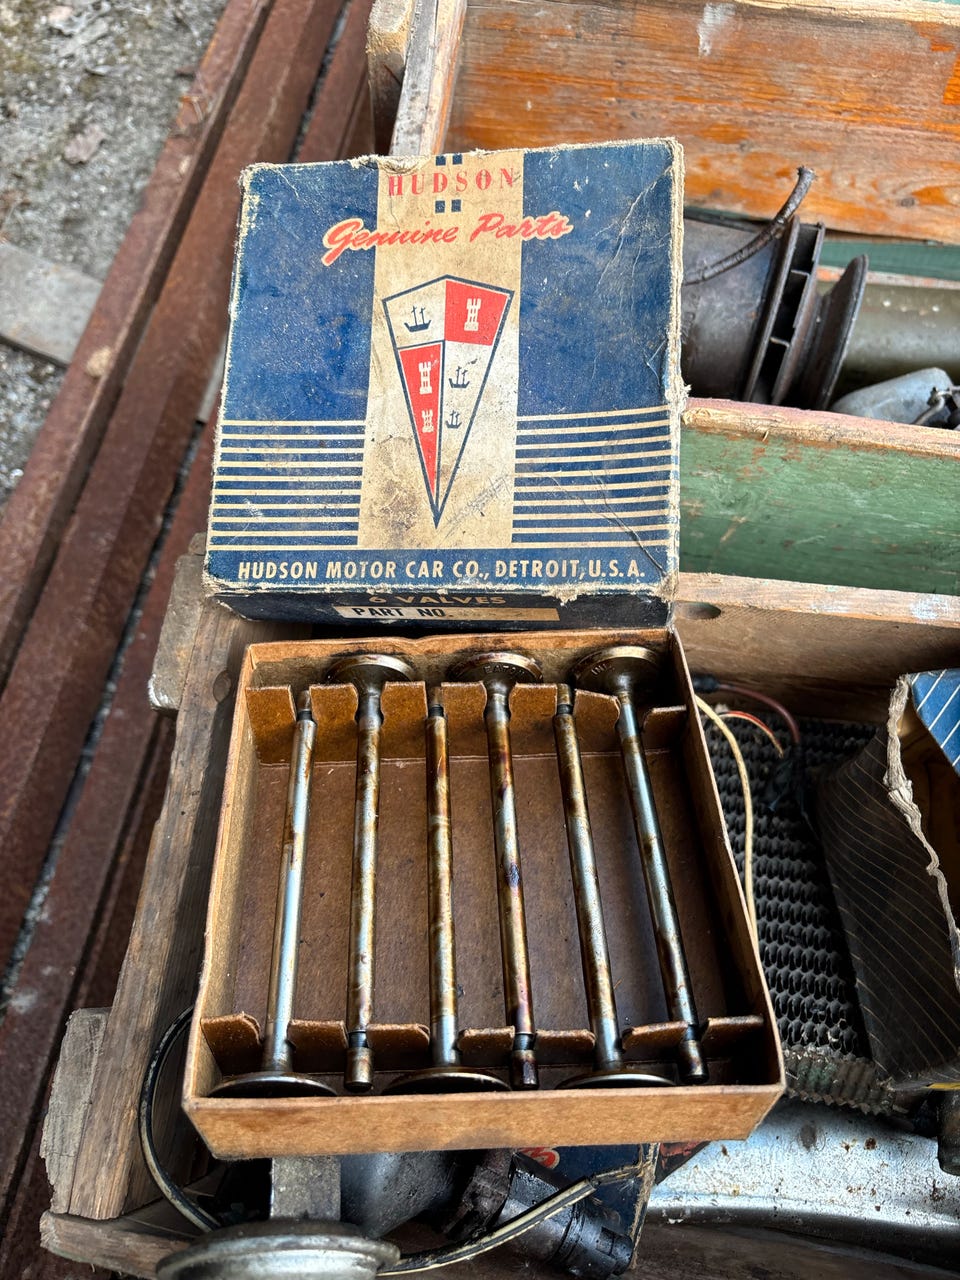 HUDSON
Genuine Parts
HUDSON MOTOR CAR CO., DETROIT, U.S.A.
6 VALVES
PART NO.